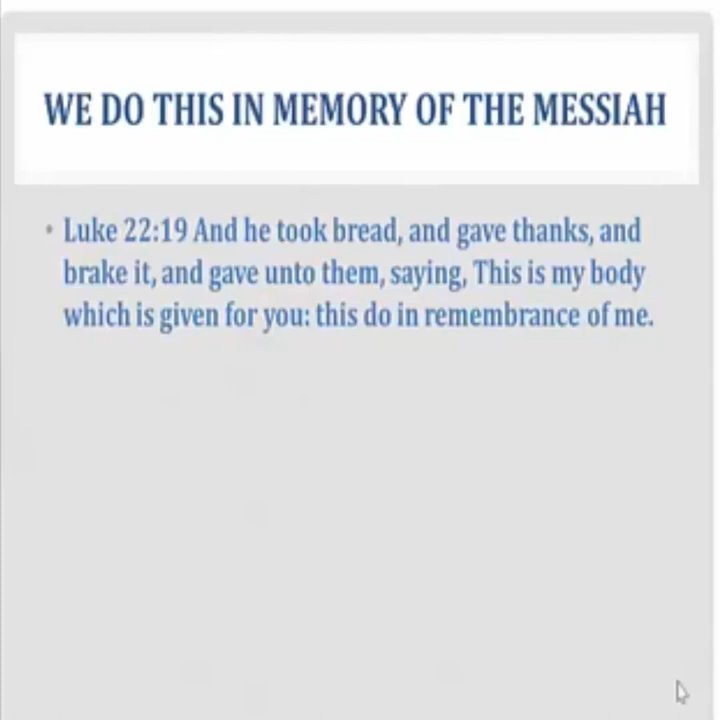 WE DO THIS IN MEMORY OF THE MESSIAH
• Luke 22:19 And he took bread, and gave thanks, and
brake it, and gave unto them, saying, This is my body
which is given for you: this do in remembrance of me.